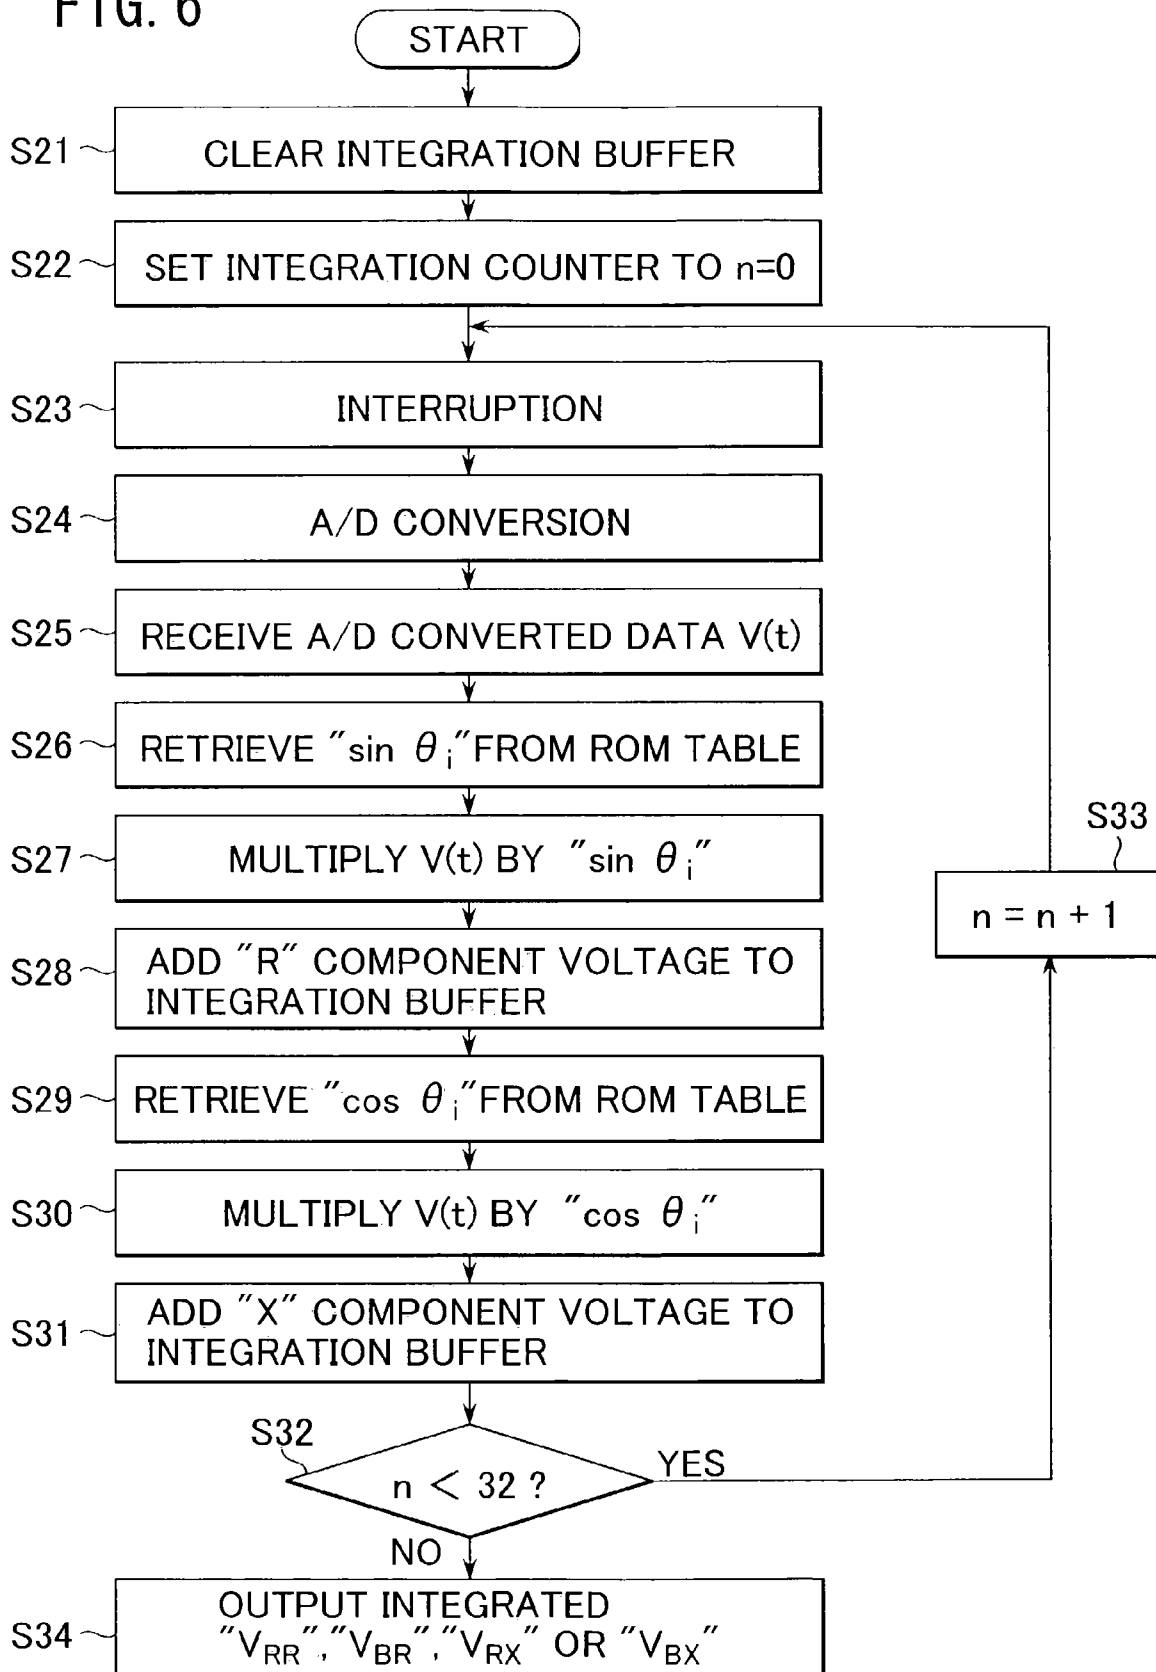 FIG. 6
START
S21
CLEAR INTEGRATION BUFFER
S22
SET INTEGRATION COUNTER TO n=0
S23
INTERRUPTION
S24
A/D CONVERSION
S25
RECEIVE A/D CONVERTED DATA V(t)
S26
RETRIEVE "sin θi" FROM ROM TABLE
S27
MULTIPLY V(t) BY "sin θi"
S33
n = n + 1
S28
ADD "R" COMPONENT VOLTAGE TO
INTEGRATION BUFFER
S29
RETRIEVE "cos θi" FROM ROM TABLE
S30
MULTIPLY V(t) BY "cos θi"
S31
ADD "X" COMPONENT VOLTAGE TO
INTEGRATION BUFFER
S32
n < 32 ?
YES
NO
S34
OUTPUT INTEGRATED
"VRR", "VBR", "VRX" OR "VBX"